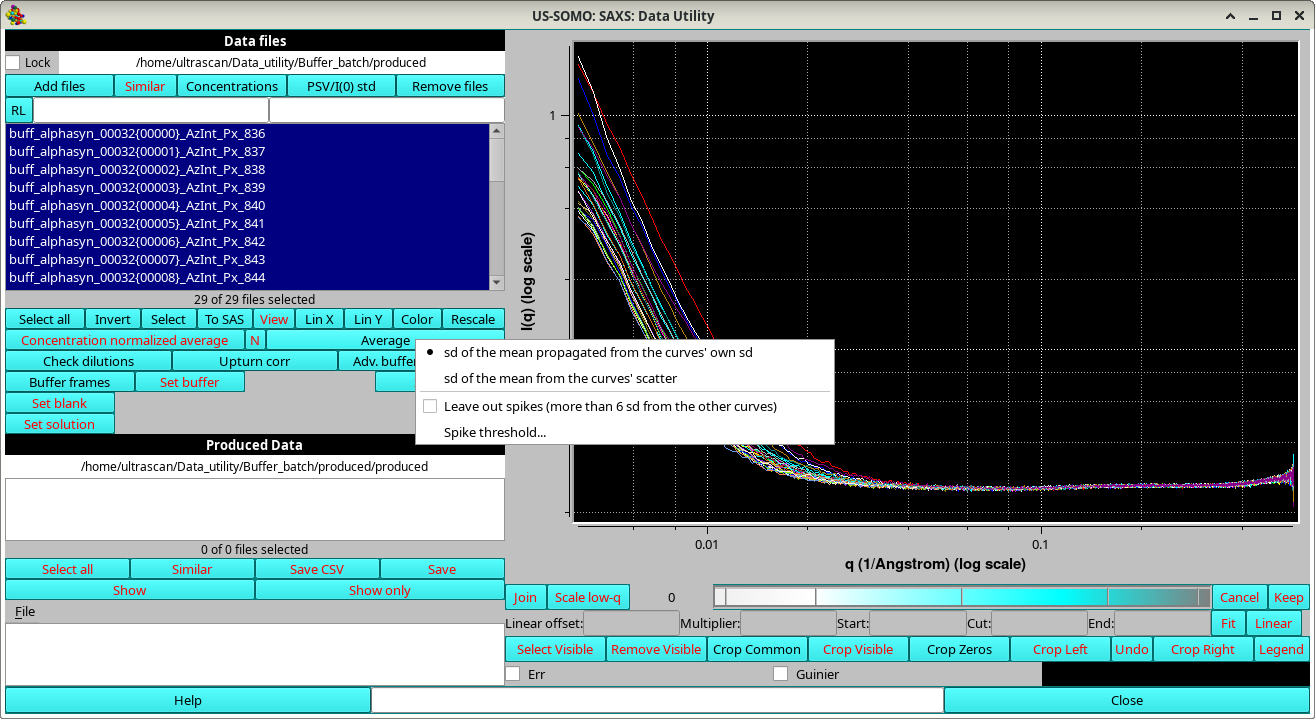 US-SOMO: SAXS: Data Utility
Data files
Lock
/home/ultrascan/Data_utility/Buffer_batch/produced
Add files
Similar
Concentrations
PSV/I(0) std
Remove files
RL
buff_alphasyn_00032{00000}_AzInt_Px_836
buff_alphasyn_00032{00001}_AzInt_Px_837
buff_alphasyn_00032{00002}_AzInt_Px_838
buff_alphasyn_00032{00003}_AzInt_Px_839
buff_alphasyn_00032{00004}_AzInt_Px_840
buff_alphasyn_00032{00005}_AzInt_Px_841
buff_alphasyn_00032{00006}_AzInt_Px_842
buff_alphasyn_00032{00007}_AzInt_Px_843
buff_alphasyn_00032{00008}_AzInt_Px_844
29 of 29 files selected
Select all
Invert
Select
To SAS
View
Lin X
Lin Y
Color
Rescale
Concentration normalized average
N
Average
Check dilutions
Upturn corr
Adv. buffer
Buffer frames
Set buffer
Set blank
Set solution
sd of the mean propagated from the curves' own sd
sd of the mean from the curves' scatter
Leave out spikes (more than 6 sd from the other curves)
Spike threshold...
Produced Data
/home/ultrascan/Data_utility/Buffer_batch/produced/produced
0 of 0 files selected
Select all
Similar
Save CSV
Save
Show
Show only
File
I(q) (log scale)
1
0.01
0.1
q (1/Angstrom) (log scale)
Join
Scale low-q
0
Cancel
Keep
Linear offset:
Multiplier:
Start:
Cut:
End:
Fit
Linear
Select Visible
Remove Visible
Crop Common
Crop Visible
Crop Zeros
Crop Left
Undo
Crop Right
Legend
Err
Guinier
Help
Close